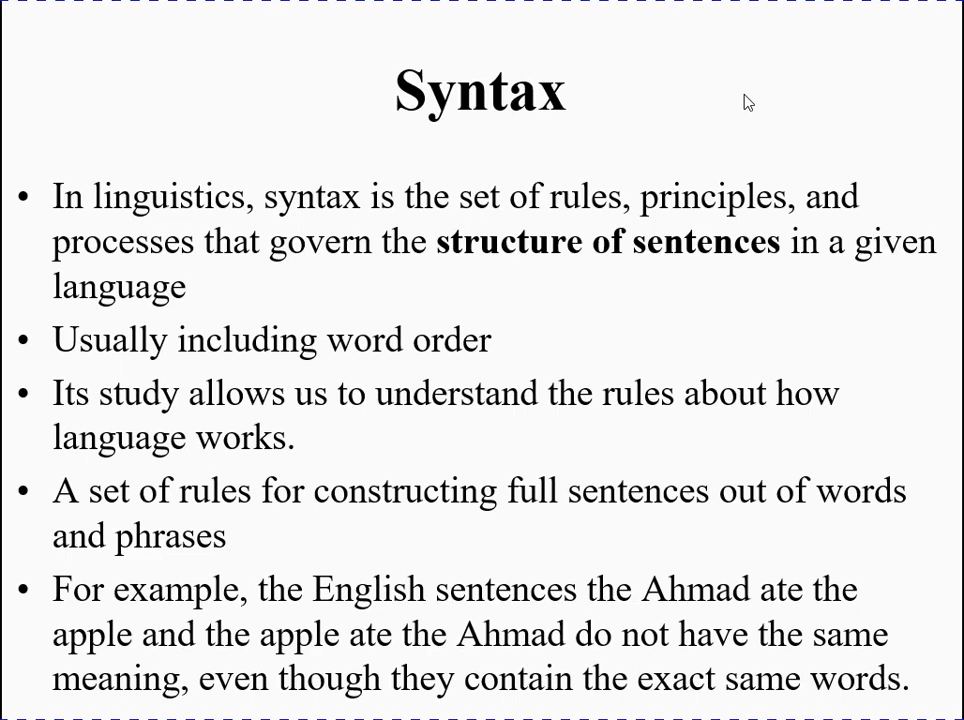 Syntax
• In linguistics, syntax is the set of rules, principles, and
processes that govern the structure of sentences in a given
language
• Usually including word order
• Its study allows us to understand the rules about how
language works.
• A set of rules for constructing full sentences out of words
and phrases
• For example, the English sentences the Ahmad ate the
apple and the apple ate the Ahmad do not have the same
meaning, even though they contain the exact same words.